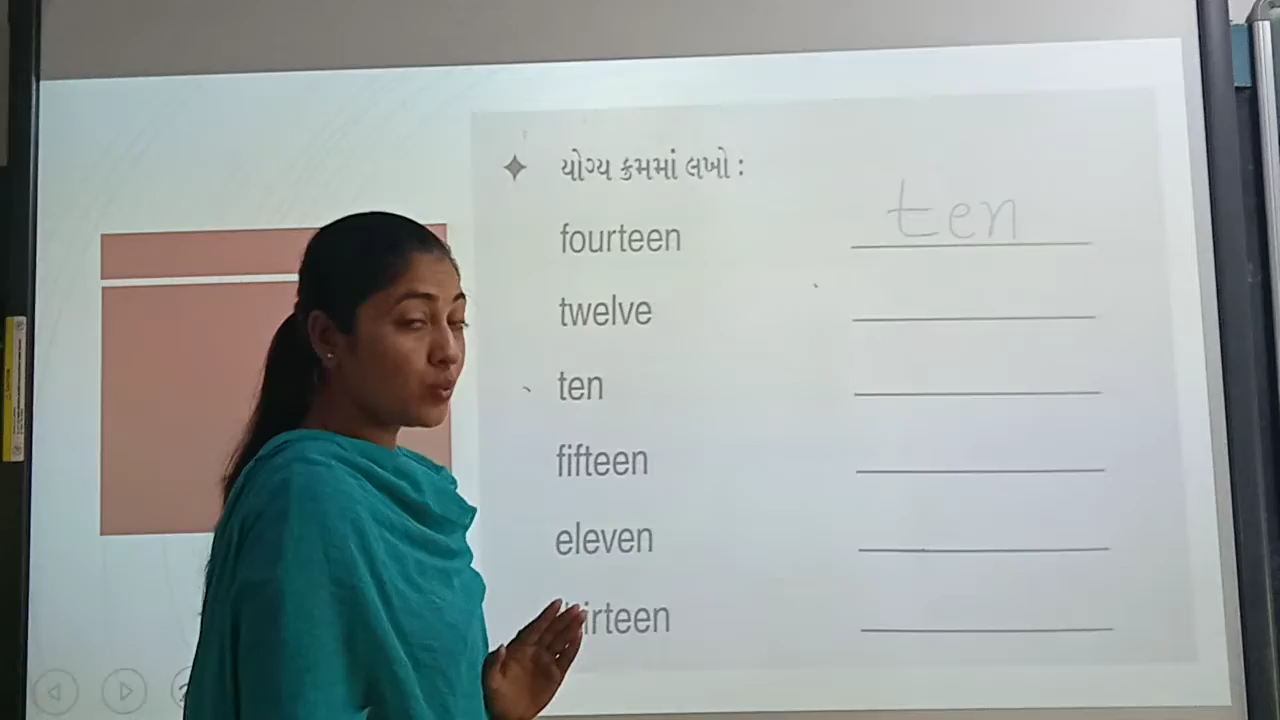 યોગ્ય ક્રમમાં લખો :
fourteen ten
twelve
ten
fifteen
eleven